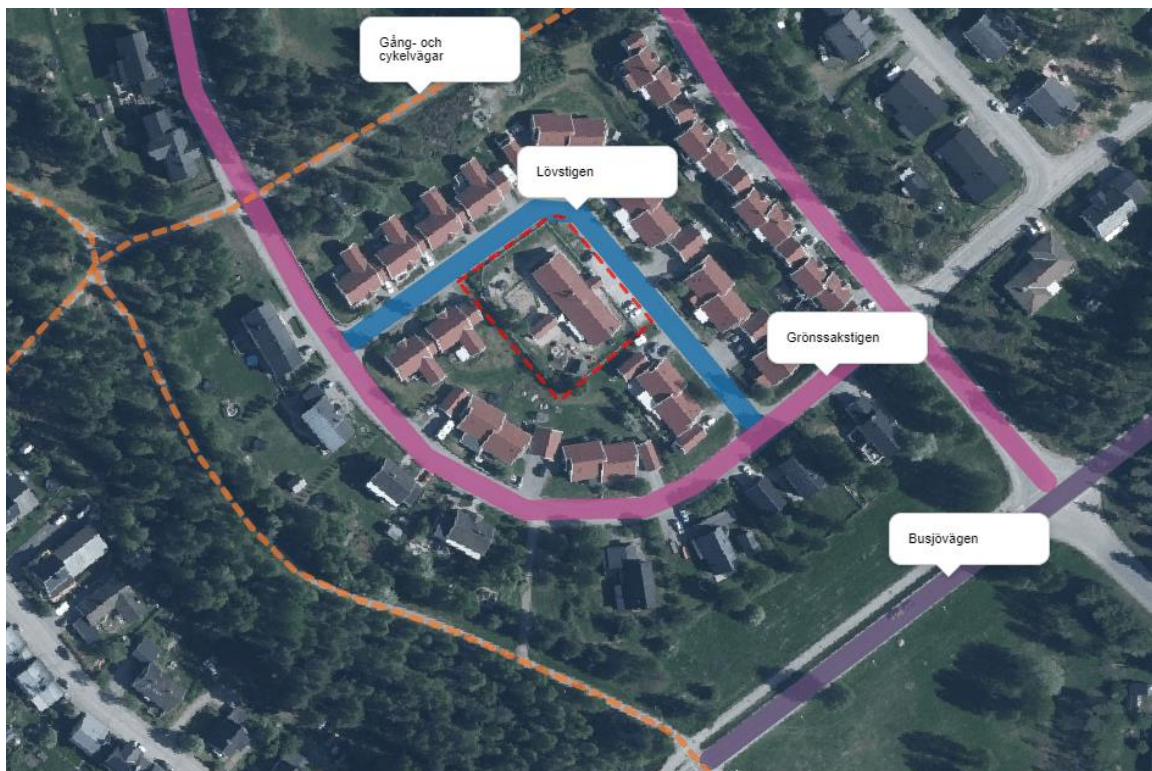 Gång- och
cykelvägar
Lövstigen
Grönssakstigen
Busjövägen